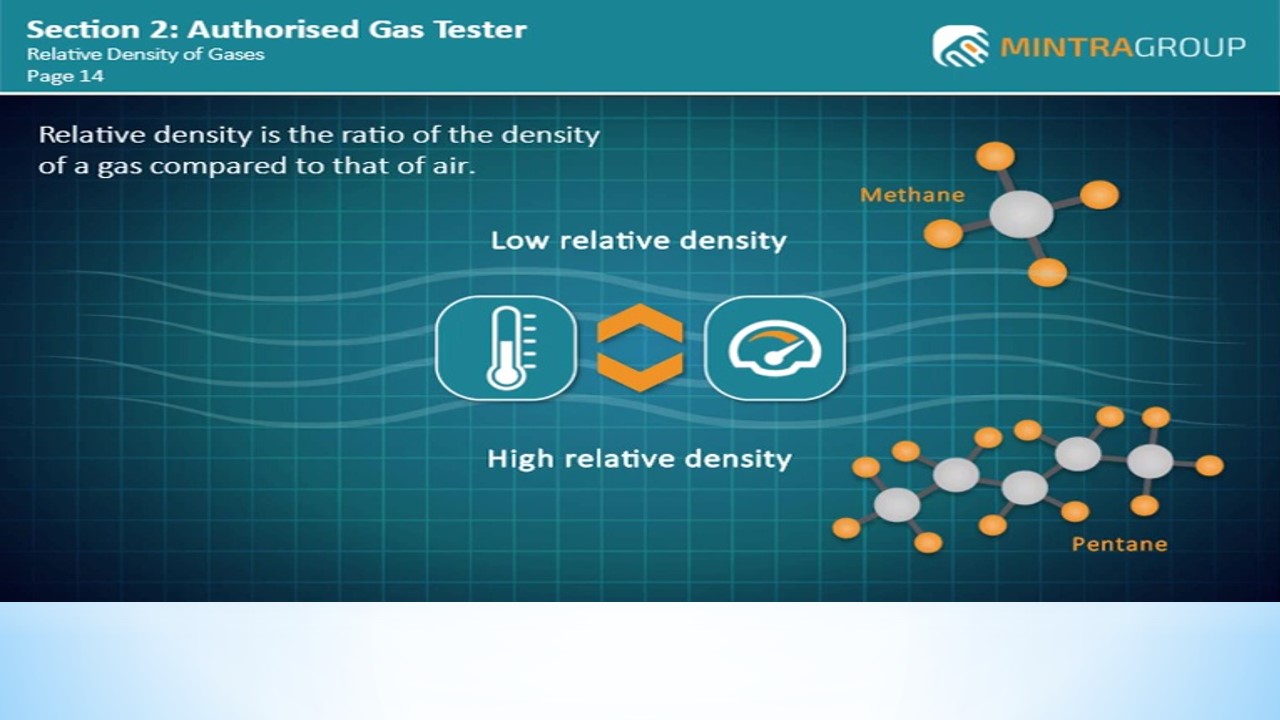 Section 2: Authorised Gas Tester
Relative Density of Gases
Page 14
MINTRAGROUP
Relative density is the ratio of the density
of a gas compared to that of air.
Methane
Low relative density
High relative density
Pentane